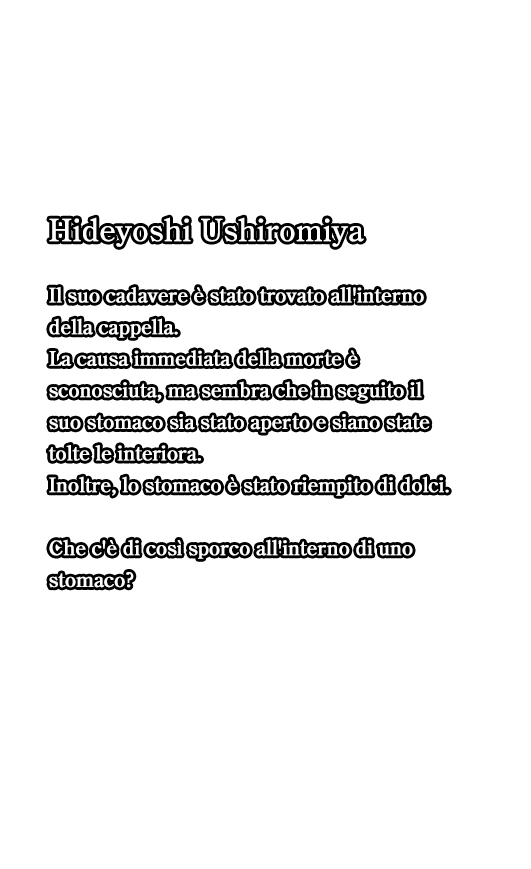 Hideyoshi Ushiromiya
Il suo cadavere è stato trovato all'interno
della cappella.
La causa immediata della morte è
sconosciuta, ma sembra che in seguito il
suo stomaco sia stato aperto e siano state
tolte le interiora.
Inoltre, lo stomaco è stato riempito di dolci.
Che c'è di così sporco all'interno di uno
stomaco?